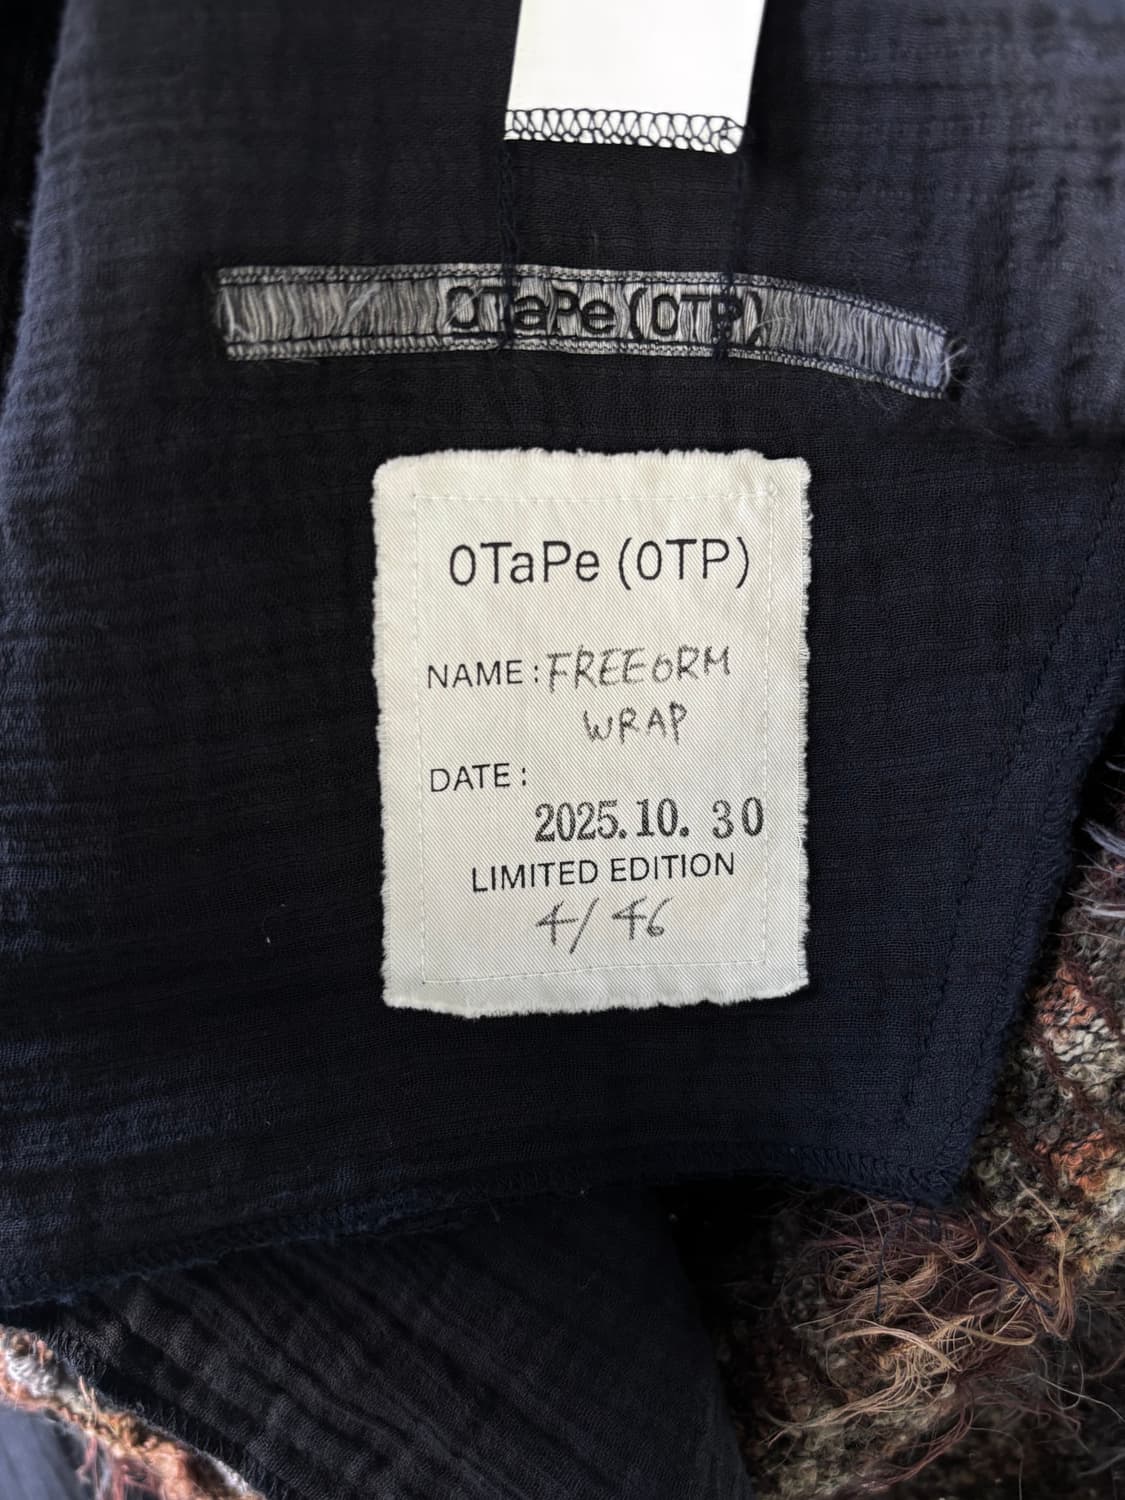 0TaPe (0TP)
0TaPe (0TP)
NAME : FREEORM
WRAP
DATE :
2025.10.30
LIMITED EDITION
4/46